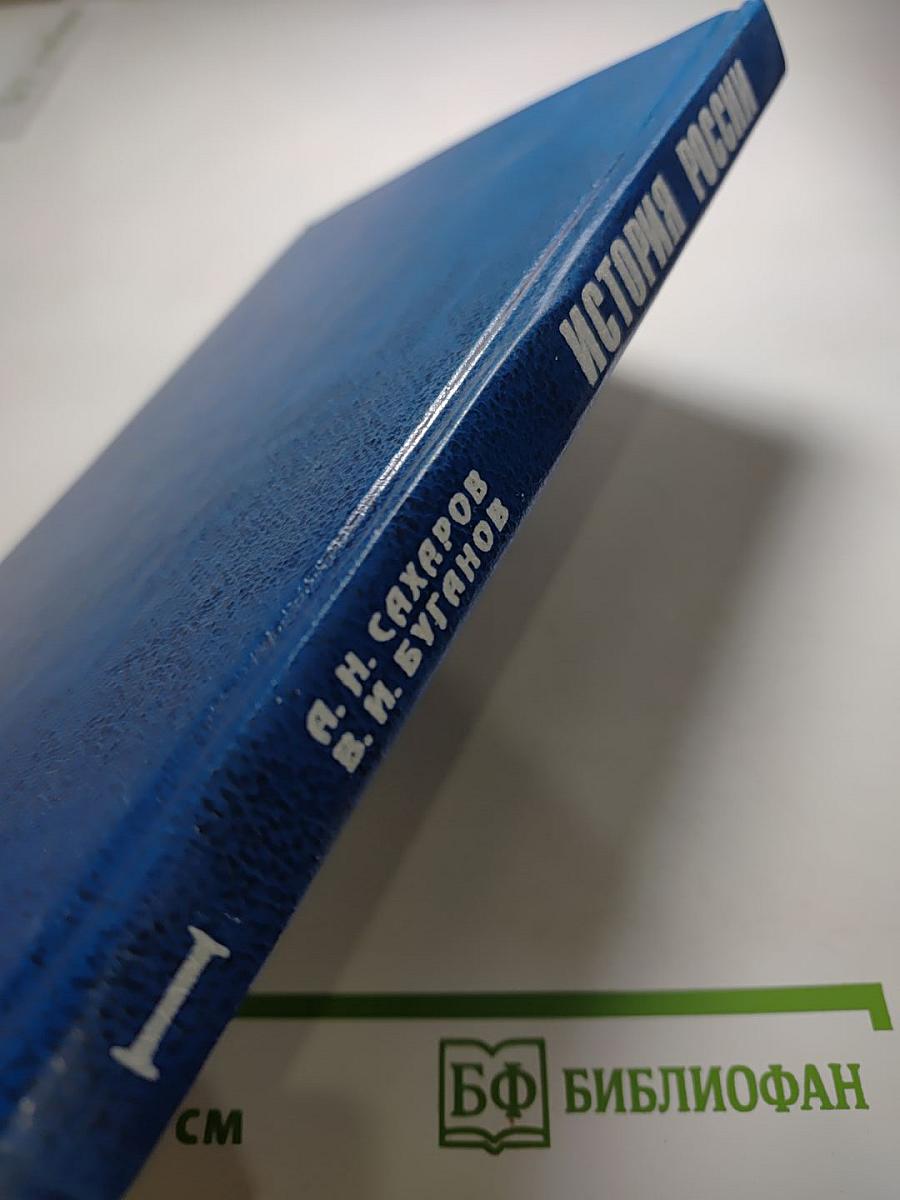 ИСТОРИЯ РОССИИ
А. Н. САХАРОВ
В. И. БУГАНОВ
I
СМ
БФ БИБЛИОФАН